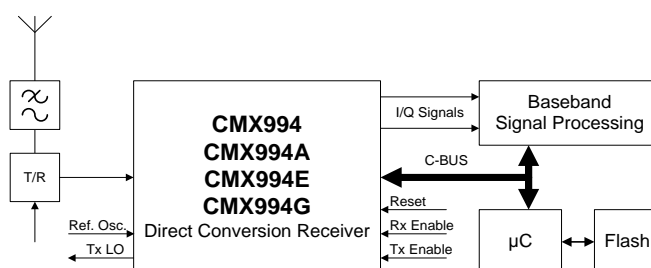 CMX994
CMX994A
CMX994E
CMX994G
Direct Conversion Receiver
T/R
Ref. Osc.
Tx LO
I/Q Signals
C-BUS
Reset
Rx Enable
Tx Enable
Baseband
Signal Processing
µC
Flash